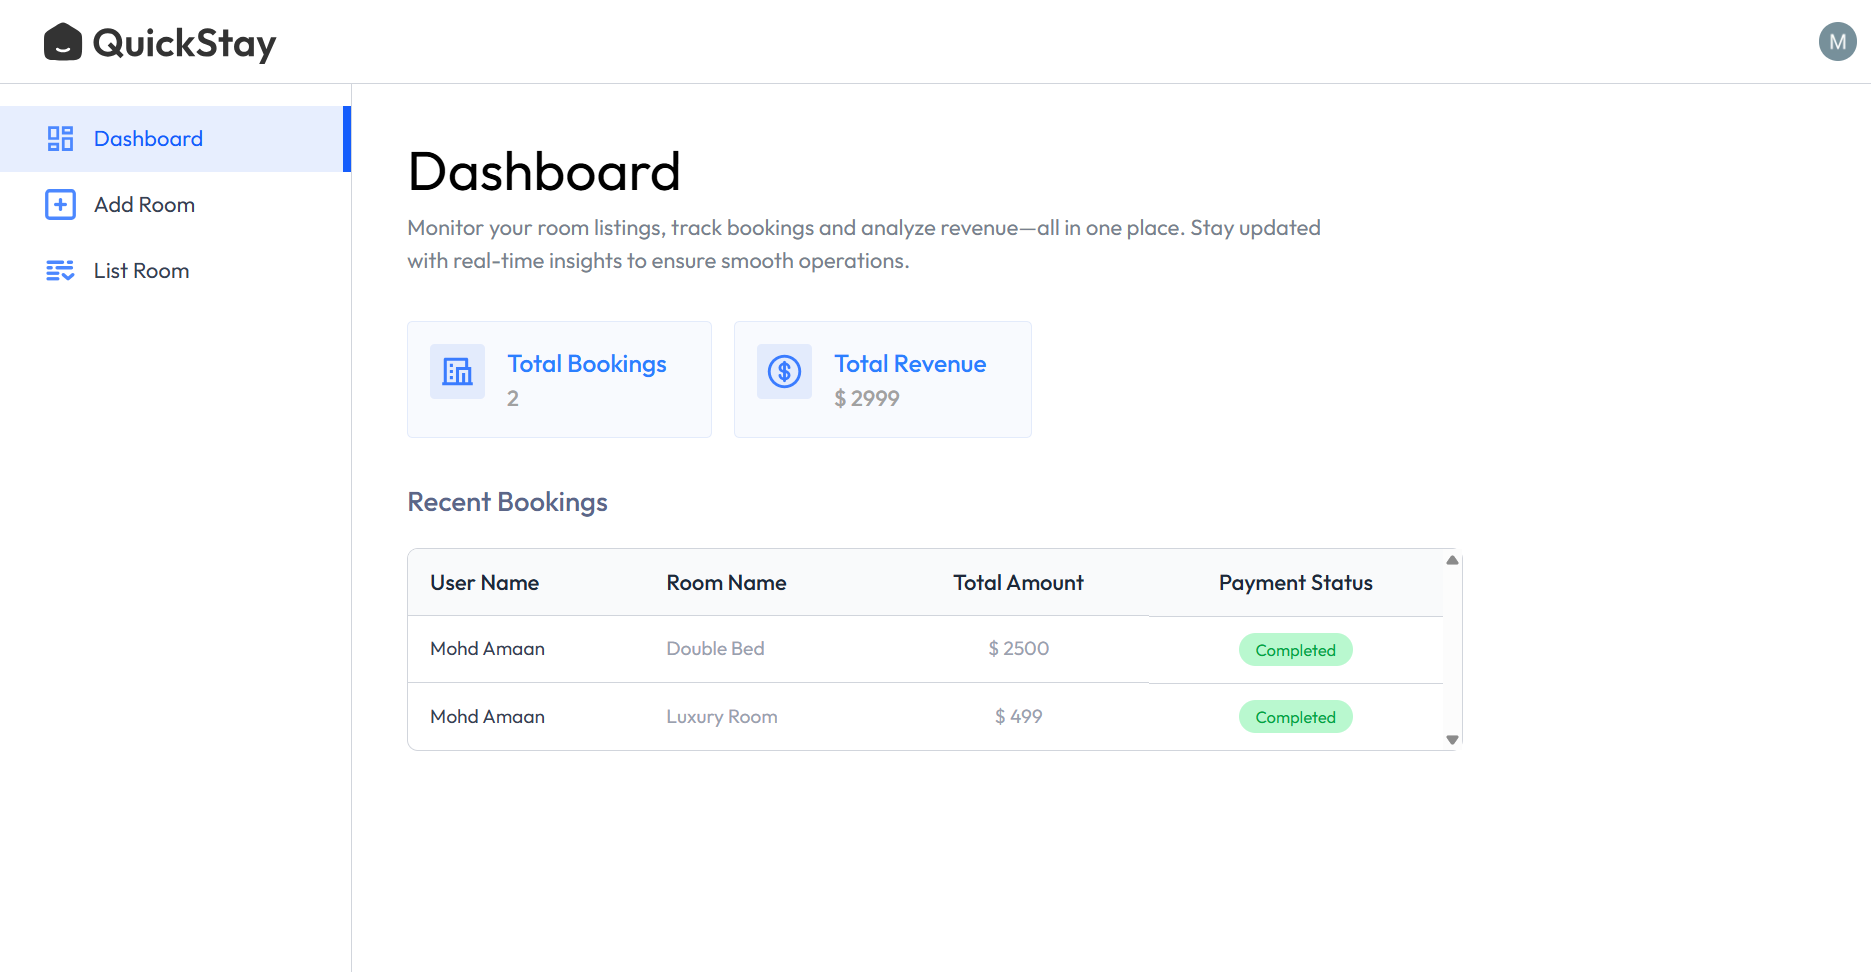 QuickStay
M
Dashboard
Add Room
List Room
Dashboard
Monitor your room listings, track bookings and analyze revenue—all in one place. Stay updated
with real-time insights to ensure smooth operations.
Total Bookings
2
Total Revenue
$ 2999
Recent Bookings
User Name Room Name Total Amount Payment Status
Mohd Amaan Double Bed $ 2500 Completed
Mohd Amaan Luxury Room $ 499 Completed